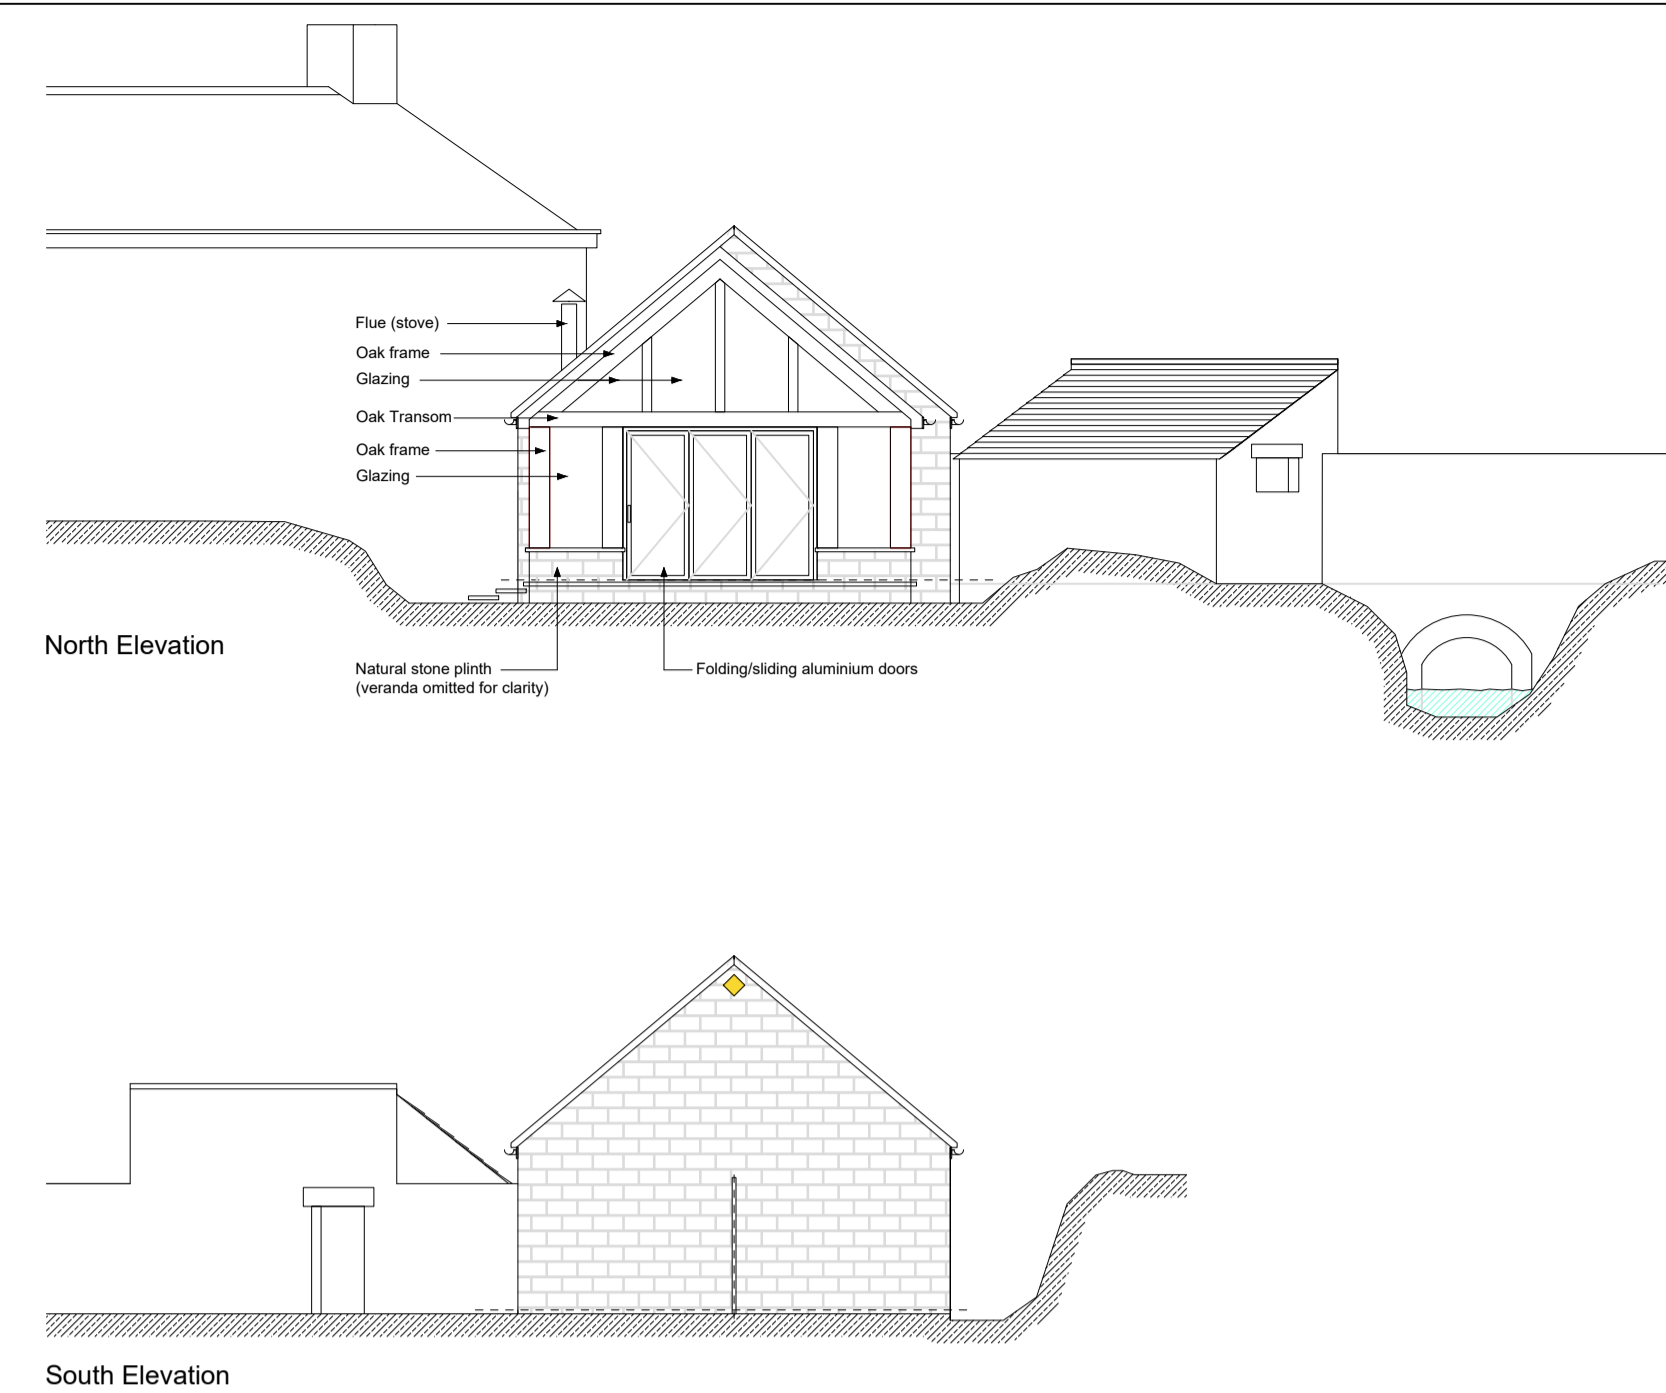 Flue (stove)
Oak frame
Glazing
Oak Transom
Oak frame
Glazing
North Elevation
Natural stone plinth
(veranda omitted for clarity)
Folding/sliding aluminium doors
South Elevation